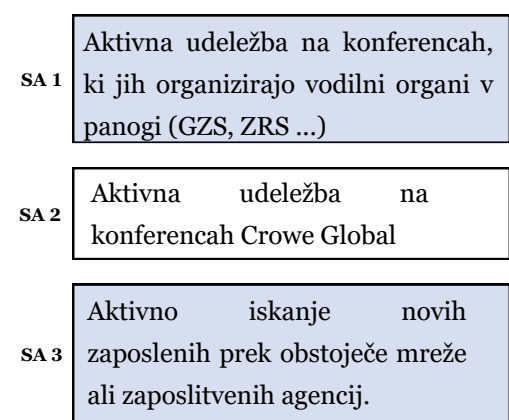 Aktivna udeležba na konferencah,
SA 1 ki jih organizirajo vodilni organi v
panogi (GZS, ZRS ...)
Aktivna udeležba na
SA 2
konferencah Crowe Global
Aktivno iskanje novih
SA 3 zaposlenih prek obstoječe mreže
ali zaposlitvenih agencij.